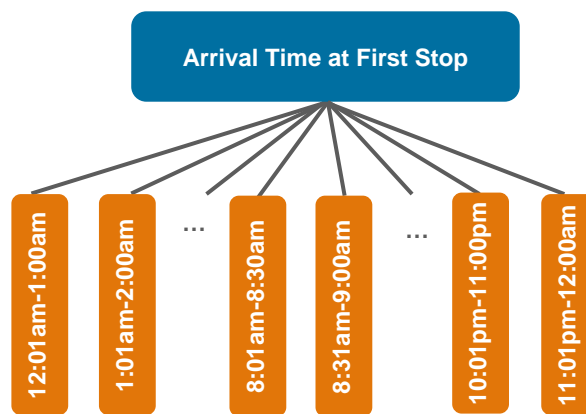 Arrival Time at First Stop
12:01am-1:00am
1:01am-2:00am
...
8:01am-8:30am
8:31am-9:00am
...
10:01pm-11:00pm
11:01pm-12:00am